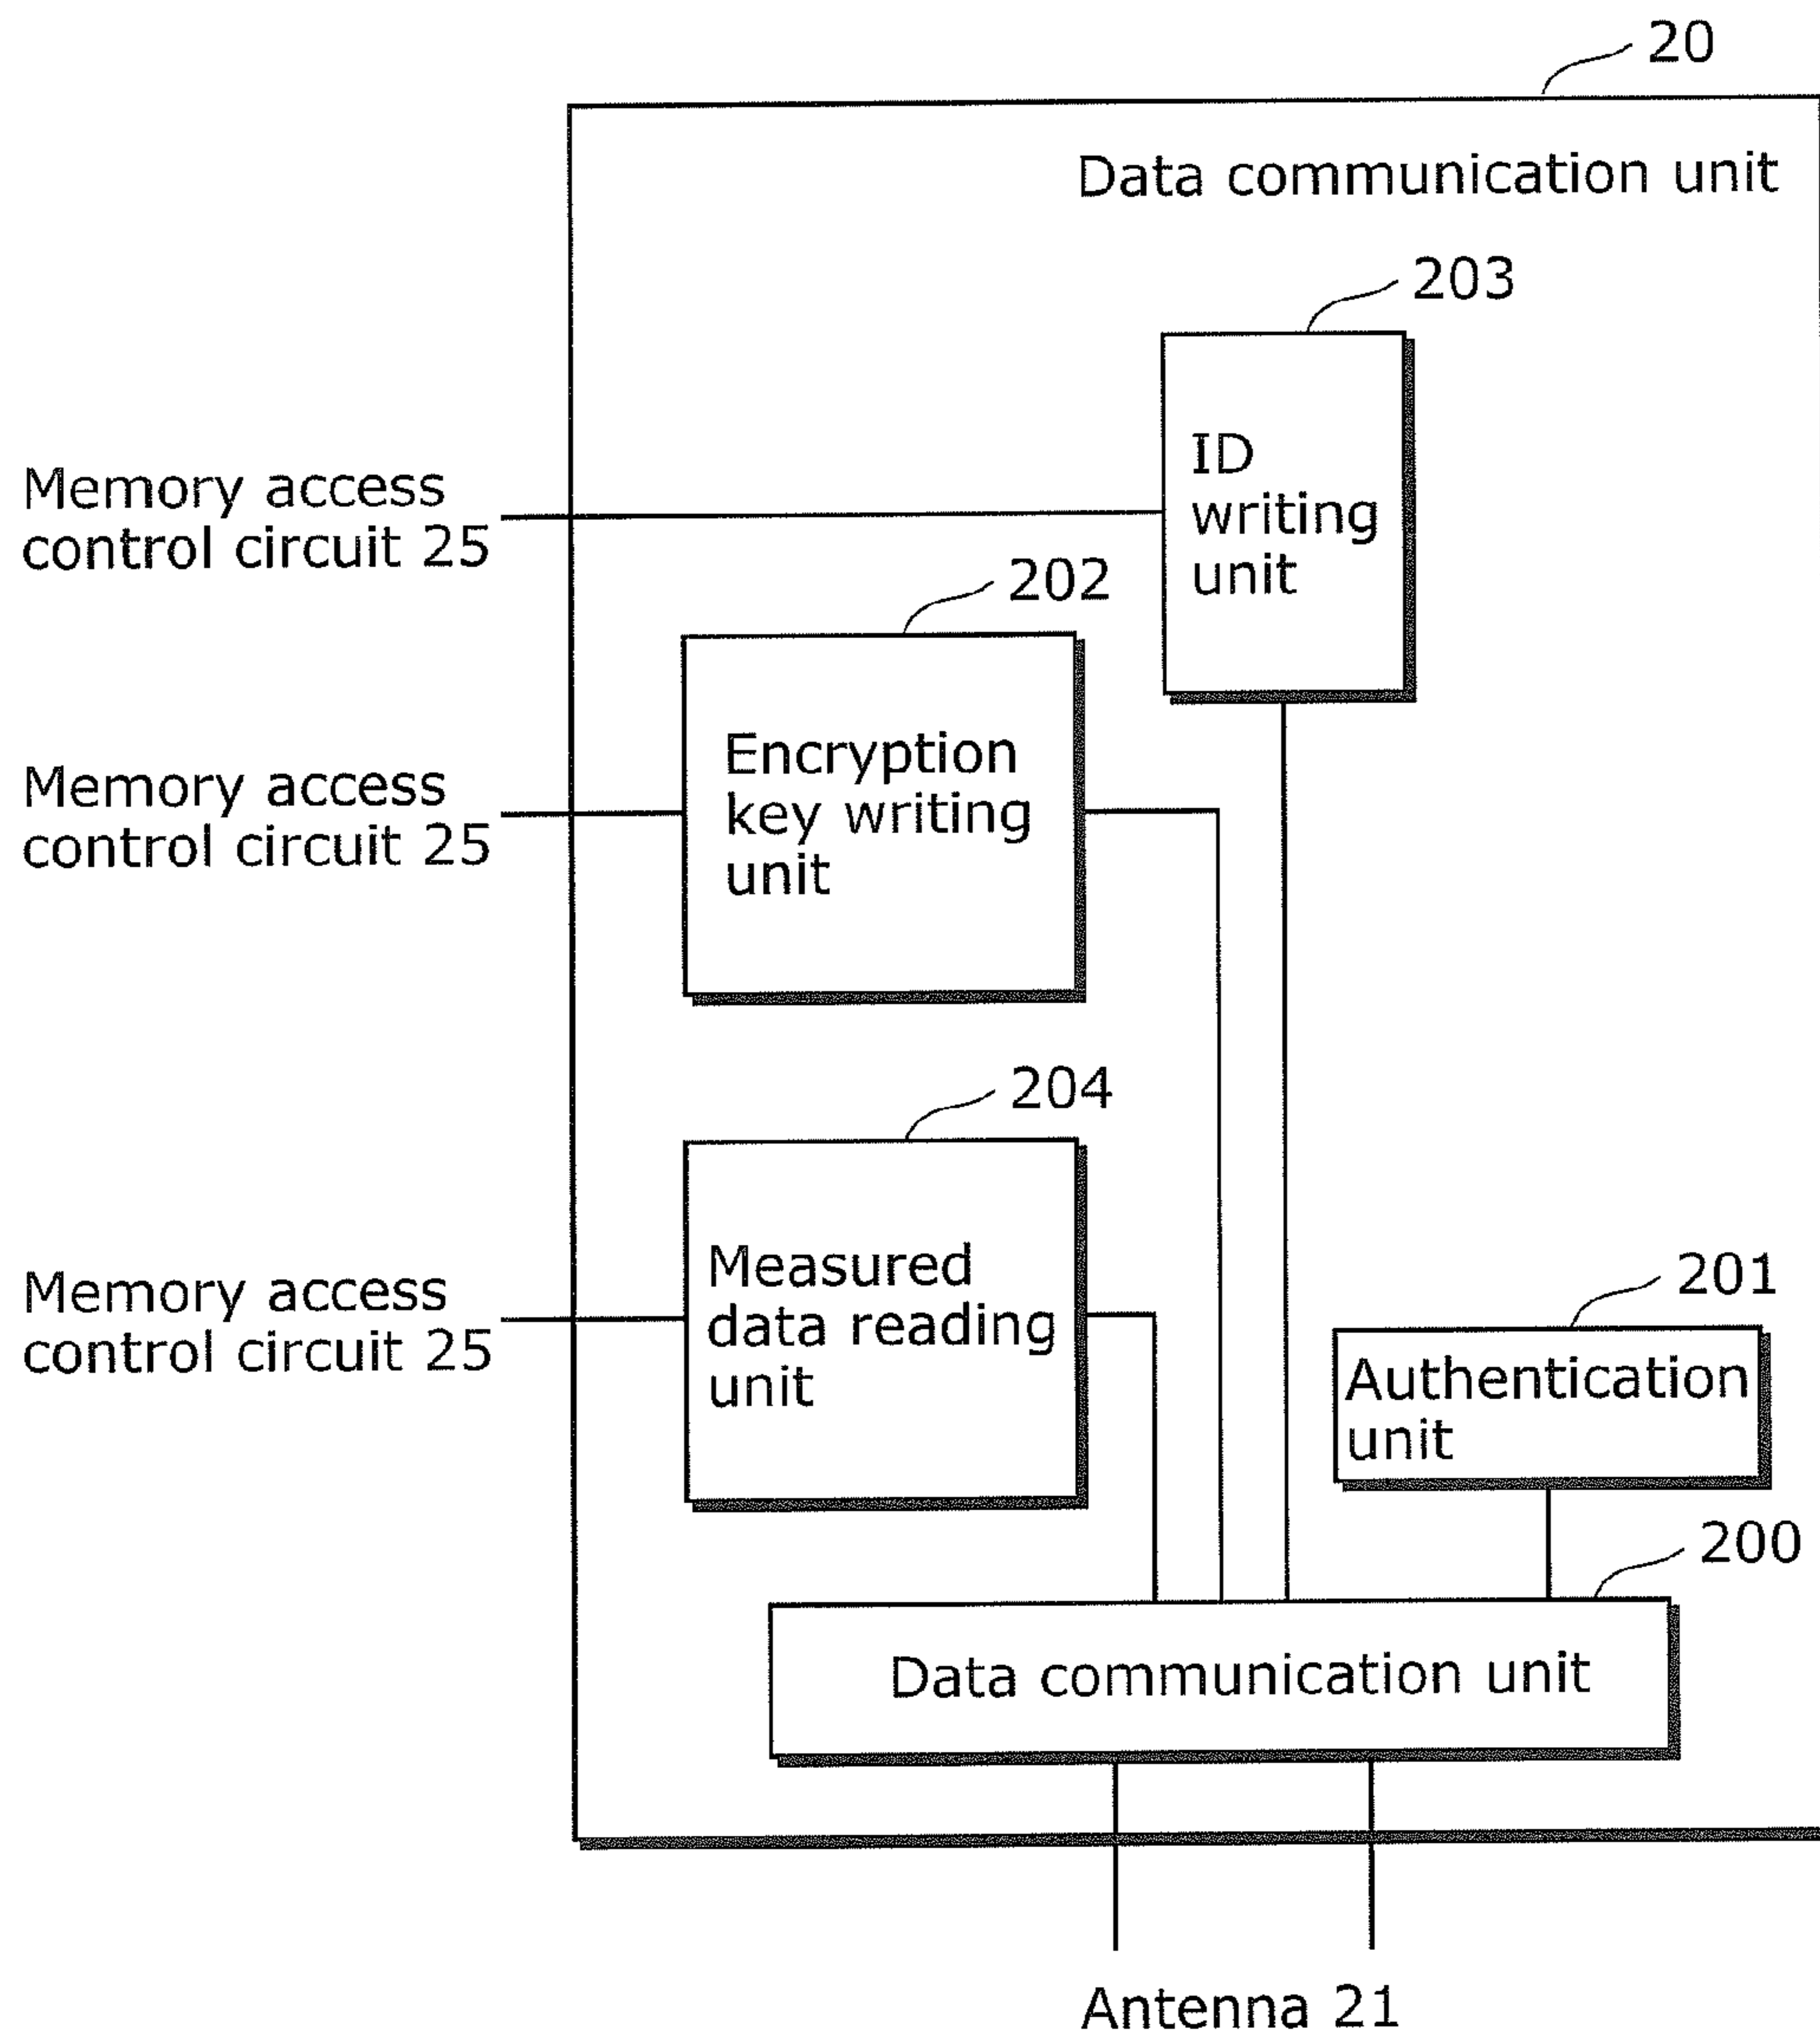 20
Data communication unit
203
ID
writing
unit
Memory access
control circuit 25
202
Encryption
key writing
unit
Memory access
control circuit 25
204
Measured
data reading
unit
Memory access
control circuit 25
201
Authentication
unit
200
Data communication unit
Antenna 21